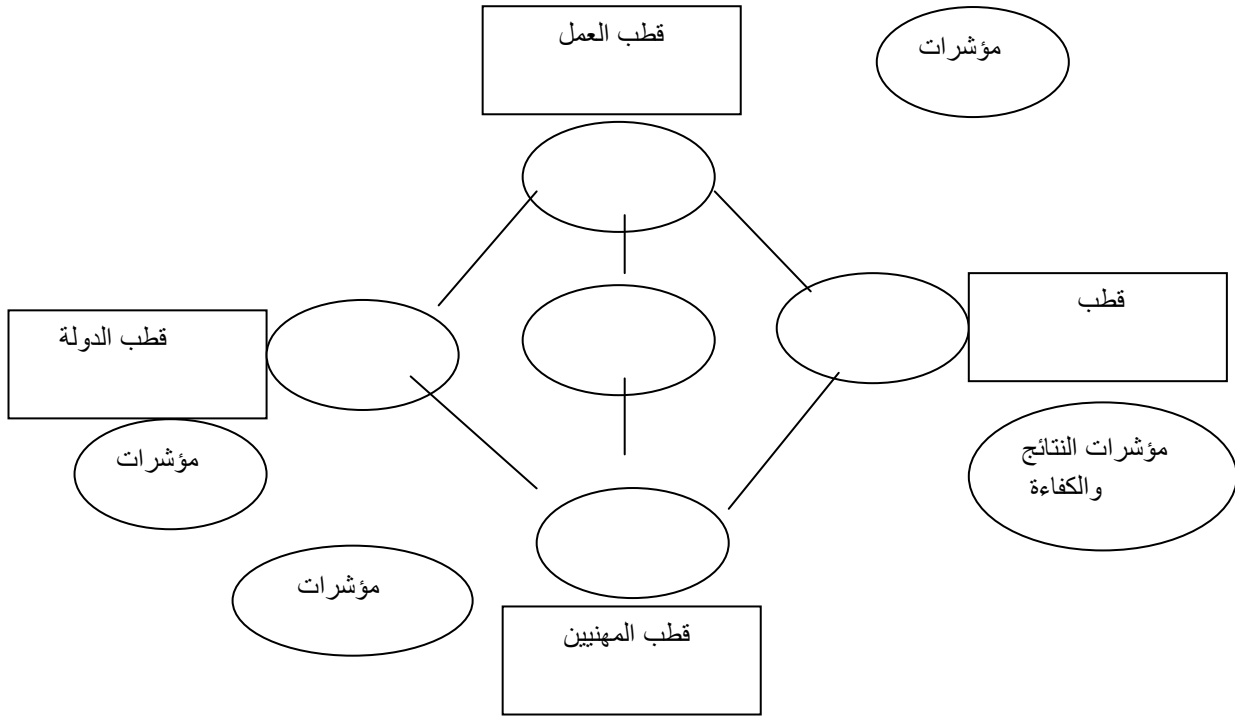 قطب العمل
مؤشرات
قطب
قطب الدولة
مؤشرات النتائج
والكفاءة
مؤشرات
مؤشرات
قطب المهنيين